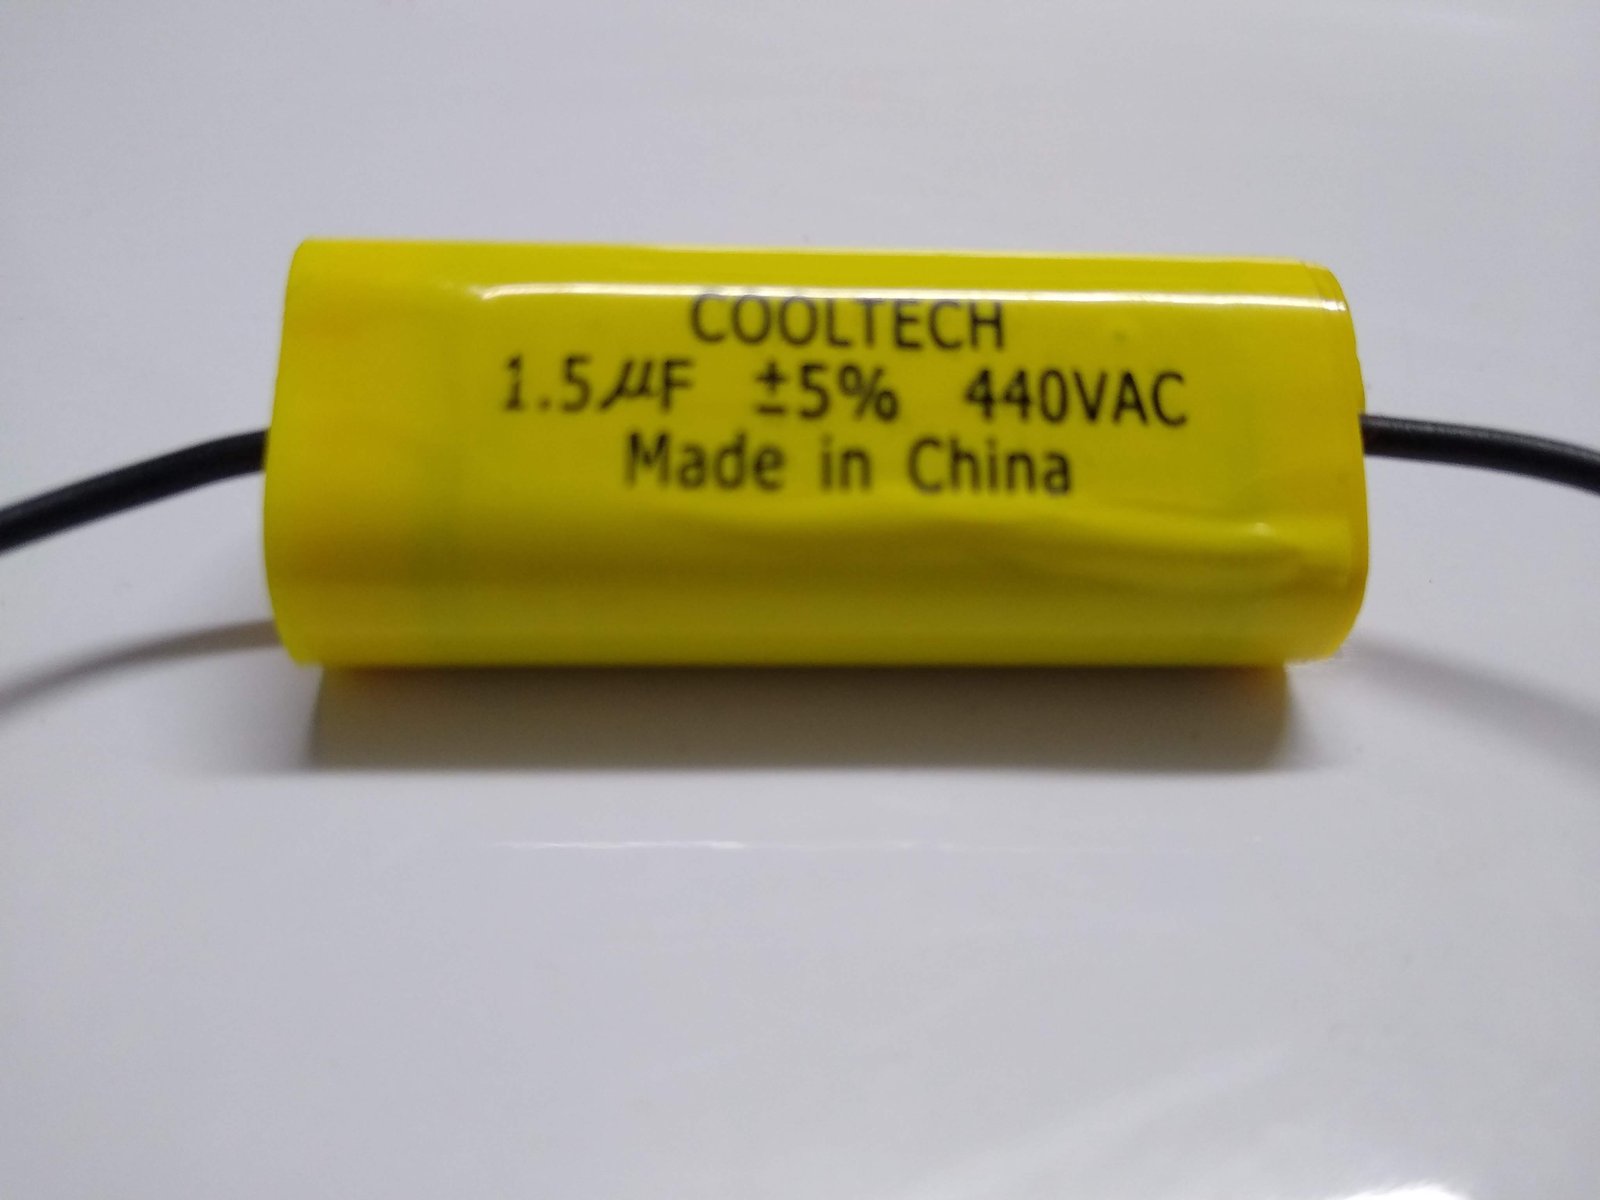 COOLTECH
1.5μF ±5% 440VAC
Made in China